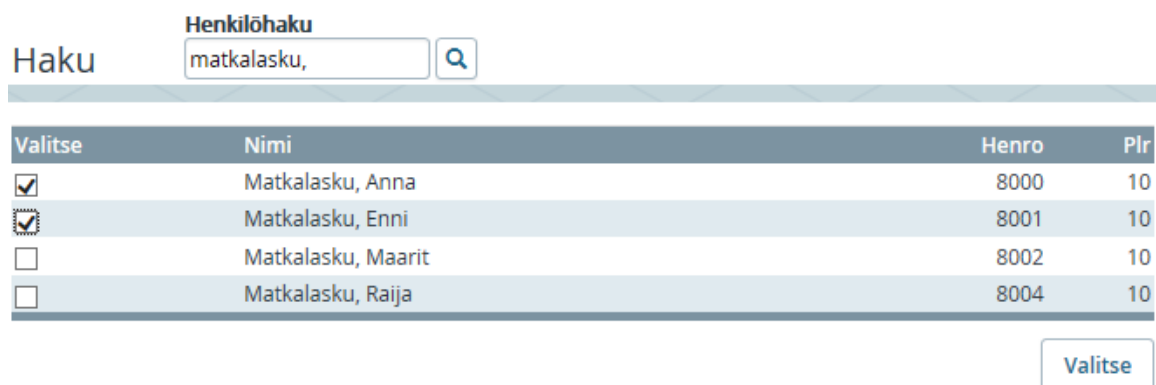 Henkilöhaku
Haku matkalasku,
Valitse Nimi Henro Plr
Matkalasku, Anna 8000 10
Matkalasku, Enni 8001 10
Matkalasku, Maarit 8002 10
Matkalasku, Raija 8004 10
Valitse